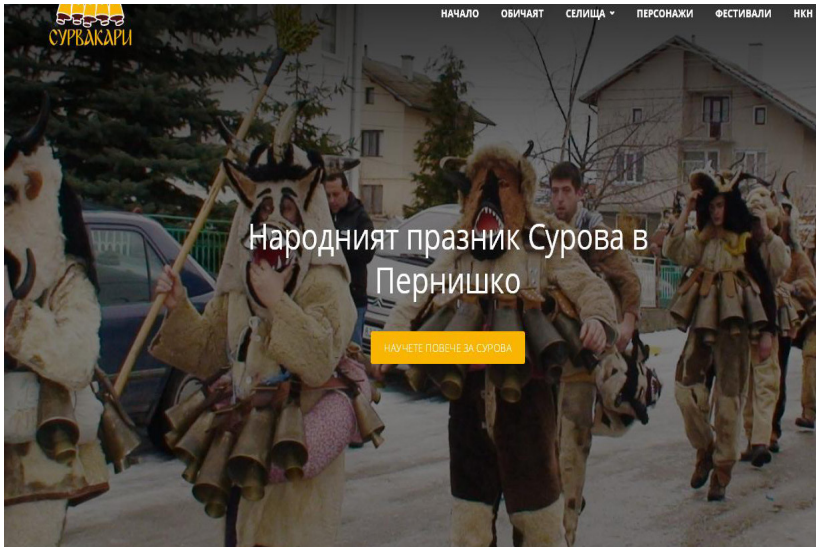 СУРВАКАРИ
НАЧАЛО ОБИЧАЯТ СЕЛИЩА ПЕРСОНАЖИ ФЕСТИВАЛИ НКН
Народният празник Сурова в
Пернишко
НАУЧЕТЕ ПОВЕЧЕ ЗА СУРОВА